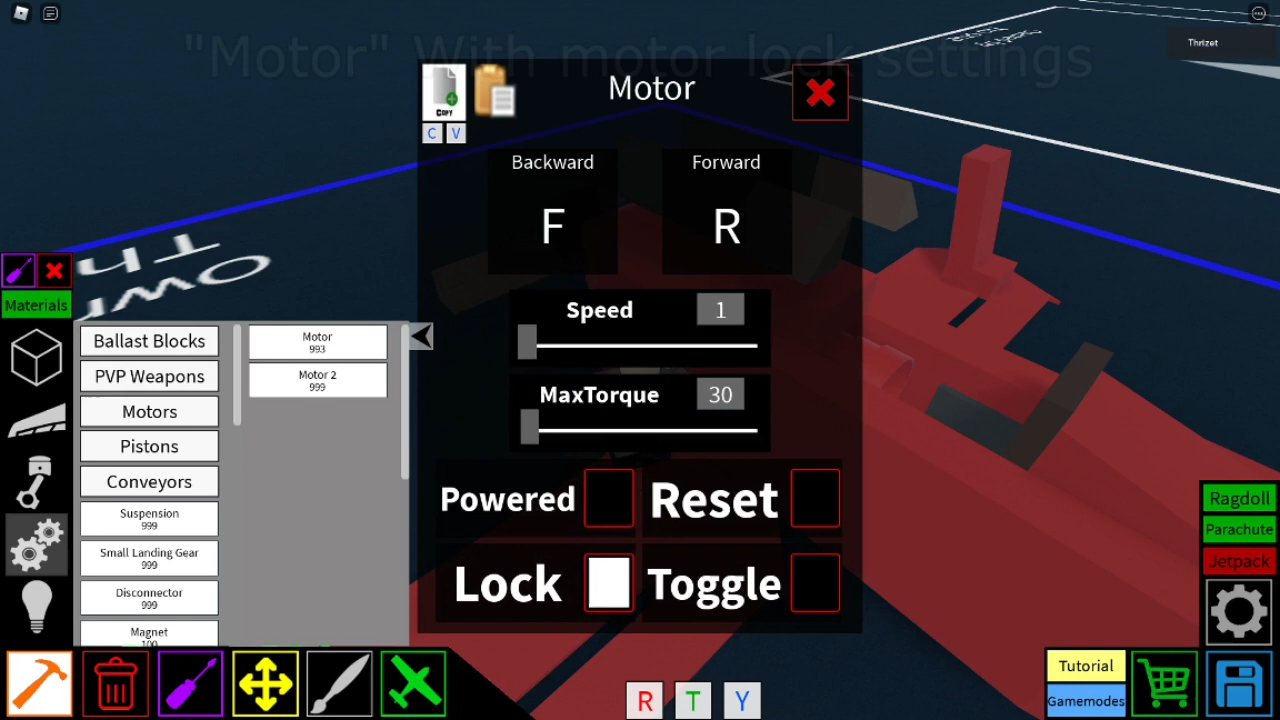 "Motor" With motor lock settings
Thrizet
Motor
COPY
C V
Backward
Forward
F
R
Speed 1
MaxTorque 30
Powered
Reset
Lock
Toggle
Materials
Ballast Blocks
PVP Weapons
Motors
Pistons
Conveyors
Suspension
999
Small Landing Gear
999
Disconnector
999
Magnet
100
Motor
993
Motor 2
999
Ragdoll
Parachute
Jetpack
Tutorial
Gamemodes
R T Y